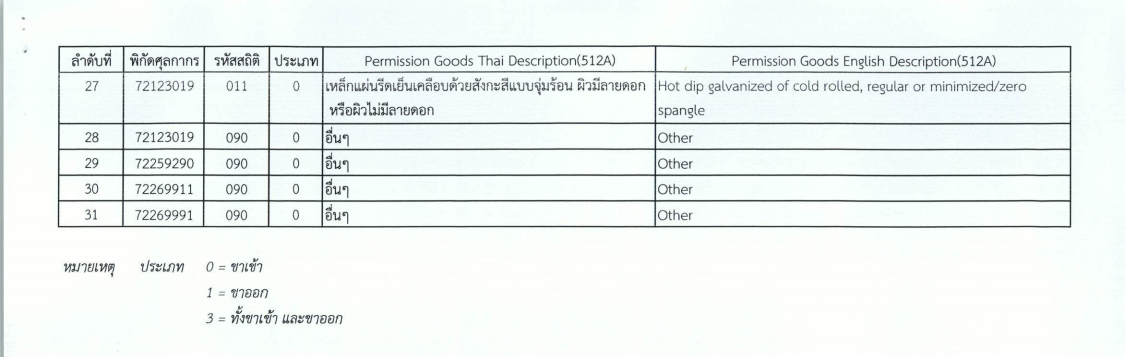 ลำดับที่ พิกัดศุลกากร รหัสสถิติ ประเภท Permission Goods Thai Description(512A) Permission Goods English Description(512A)
27 72123019 011 0 เหล็กแผ่นรีดเย็นเคลือบด้วยสังกะสีแบบจุ่มร้อน ผิวมีลายดอก Hot dip galvanized of cold rolled, regular or minimized/zero
หรือผิวไม่มีลายดอก spangle
28 72123019 090 0 อื่นๆ Other
29 72259290 090 0 อื่นๆ Other
30 72269911 090 0 อื่นๆ Other
31 72269991 090 0 อื่นๆ Other
หมายเหตุ ประเภท 0 = ขาเข้า
1 = ขาออก
3 = ทั้งขาเข้า และขาออก